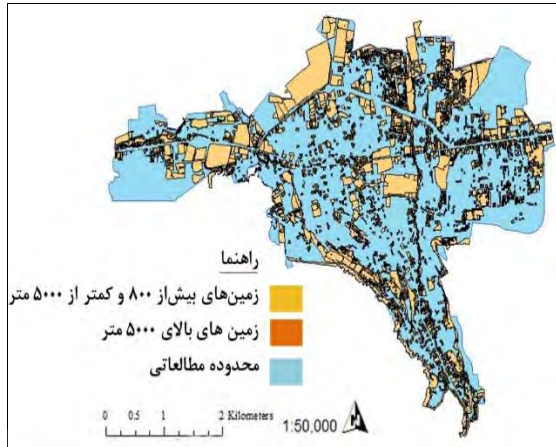 راهنما
زمین‌های بیش‌از ۸۰۰ و کمتر از ۵۰۰۰ متر
زمین های بالای ۵۰۰۰ متر
محدوده مطالعاتی
0 0.5 1 2 Kilometers
1:50,000